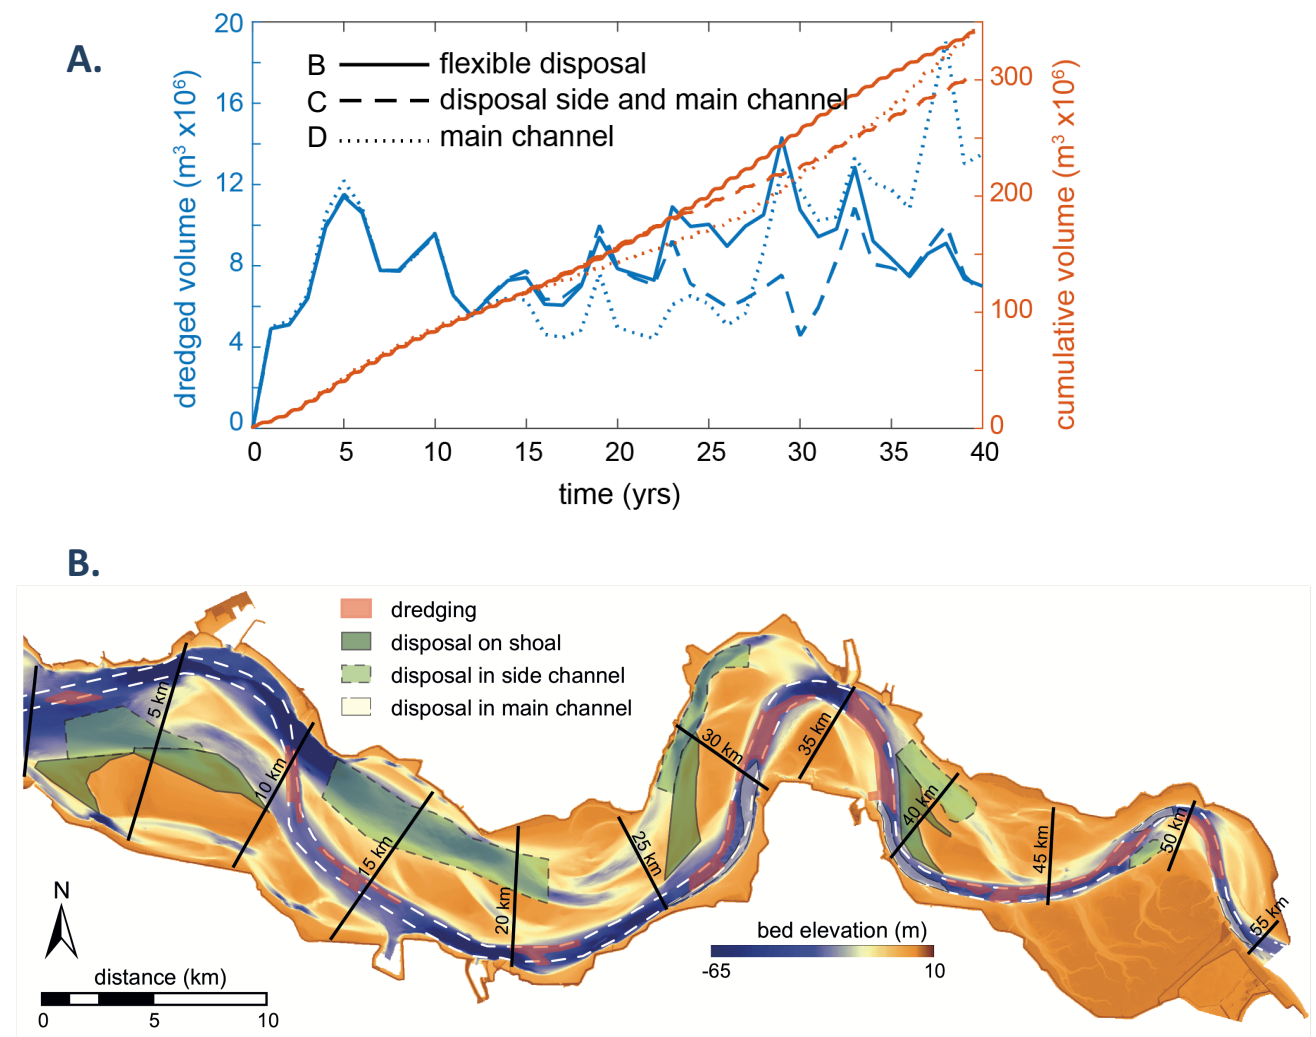 A.
20
16
12
8
4
0
dredged volume (m³ x10⁶)
B flexible disposal
C disposal side and main channel
D main channel
300
200
100
0
cumulative volume (m³ x10⁶)
0 5 10 15 20 25 30 35 40
time (yrs)
B.
dredging
disposal on shoal
disposal in side channel
disposal in main channel
5 km
10 km
15 km
20 km
25 km
30 km
35 km
40 km
45 km
50 km
55 km
N
distance (km)
0 5 10
bed elevation (m)
-65 10